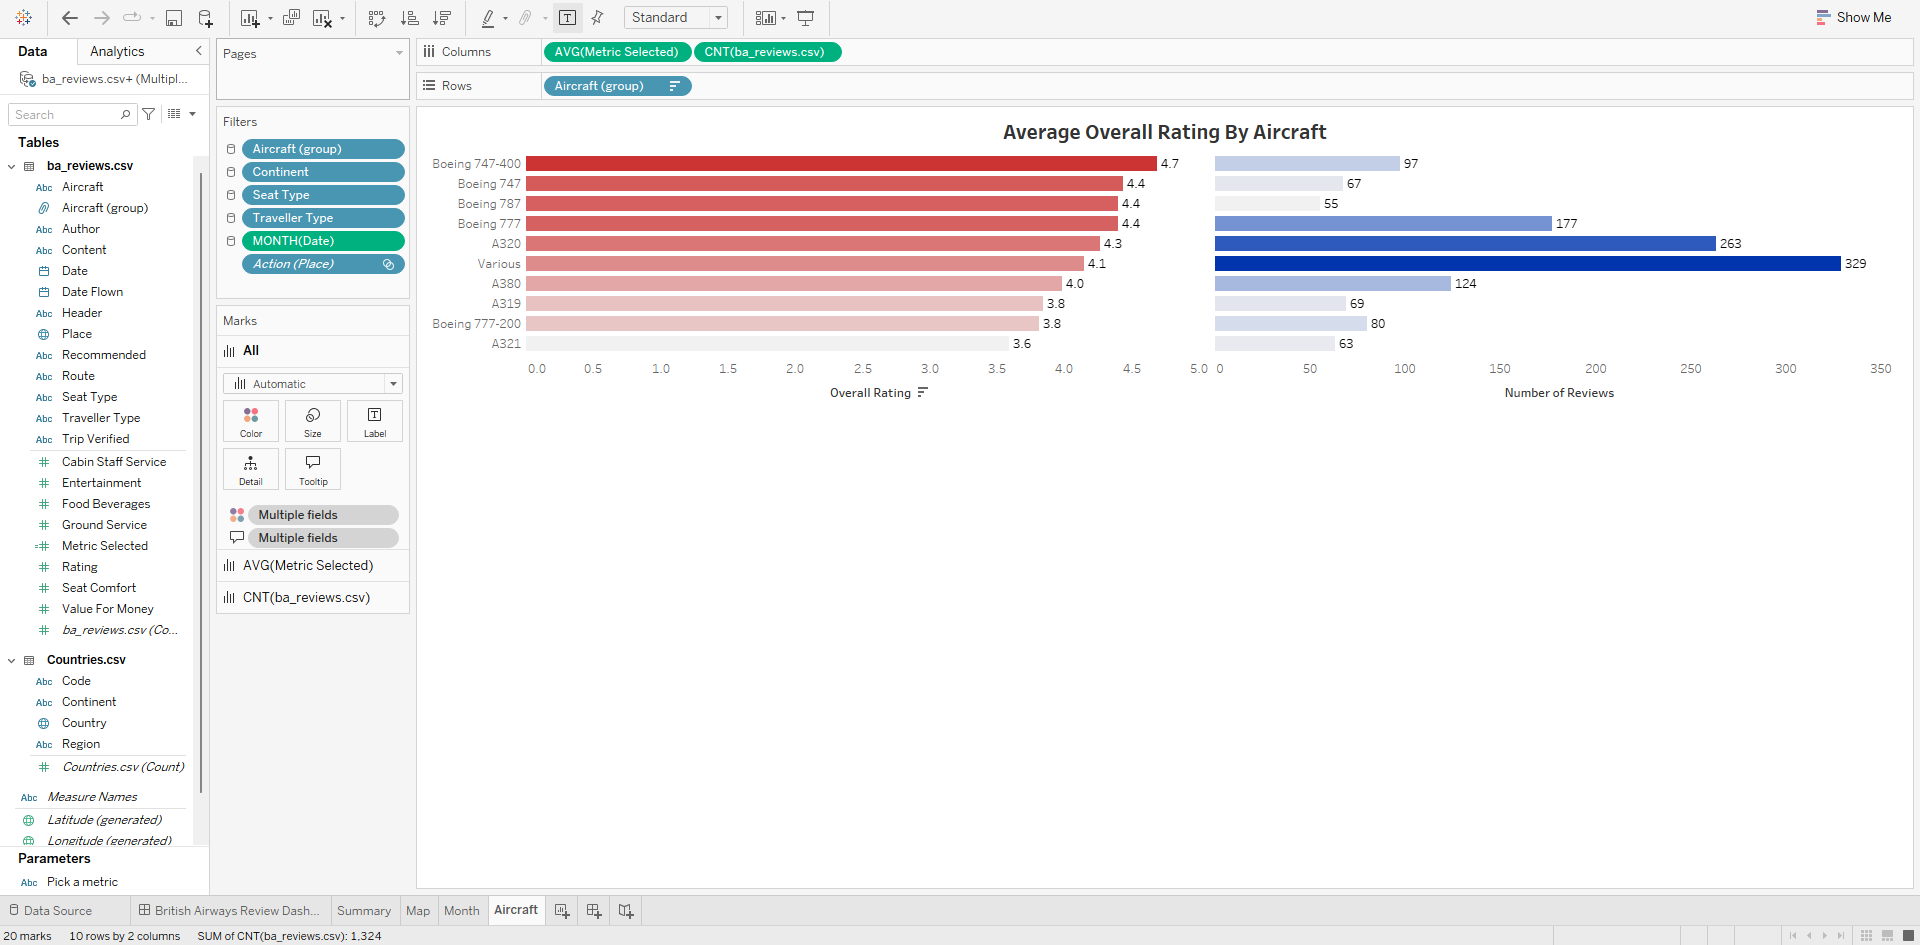 Standard
Show Me
Data
Analytics
ba_reviews.csv+ (Multipl...
Search
Tables
ba_reviews.csv
Abc Aircraft
Aircraft (group)
Abc Author
Abc Content
Date
Date Flown
Abc Header
Place
Abc Recommended
Abc Route
Abc Seat Type
Abc Traveller Type
Abc Trip Verified
Cabin Staff Service
Entertainment
Food Beverages
Ground Service
Metric Selected
Rating
Seat Comfort
Value For Money
ba_reviews.csv (Co...
Countries.csv
Abc Code
Abc Continent
Country
Abc Region
Countries.csv (Count)
Abc Measure Names
Latitude (generated)
Longitude (generated)
Parameters
Abc Pick a metric
Pages
Filters
Aircraft (group)
Continent
Seat Type
Traveller Type
MONTH(Date)
Action (Place)
Marks
All
Automatic
Color
Size
Label
Detail
Tooltip
Multiple fields
Multiple fields
AVG(Metric Selected)
CNT(ba_reviews.csv)
Columns
AVG(Metric Selected)
CNT(ba_reviews.csv)
Rows
Aircraft (group)
Average Overall Rating By Aircraft
Boeing 747-400 4.7 97
Boeing 747 4.4 67
Boeing 787 4.4 55
Boeing 777 4.4 177
A320 4.3 263
Various 4.1 329
A380 4.0 124
A319 3.8 69
Boeing 777-200 3.8 80
A321 3.6 63
0.0 0.5 1.0 1.5 2.0 2.5 3.0 3.5 4.0 4.5 5.0 0 50 100 150 200 250 300 350
Overall Rating
Number of Reviews
Data Source
British Airways Review Dash...
Summary
Map
Month
Aircraft
20 marks
10 rows by 2 columns
SUM of CNT(ba_reviews.csv): 1,324